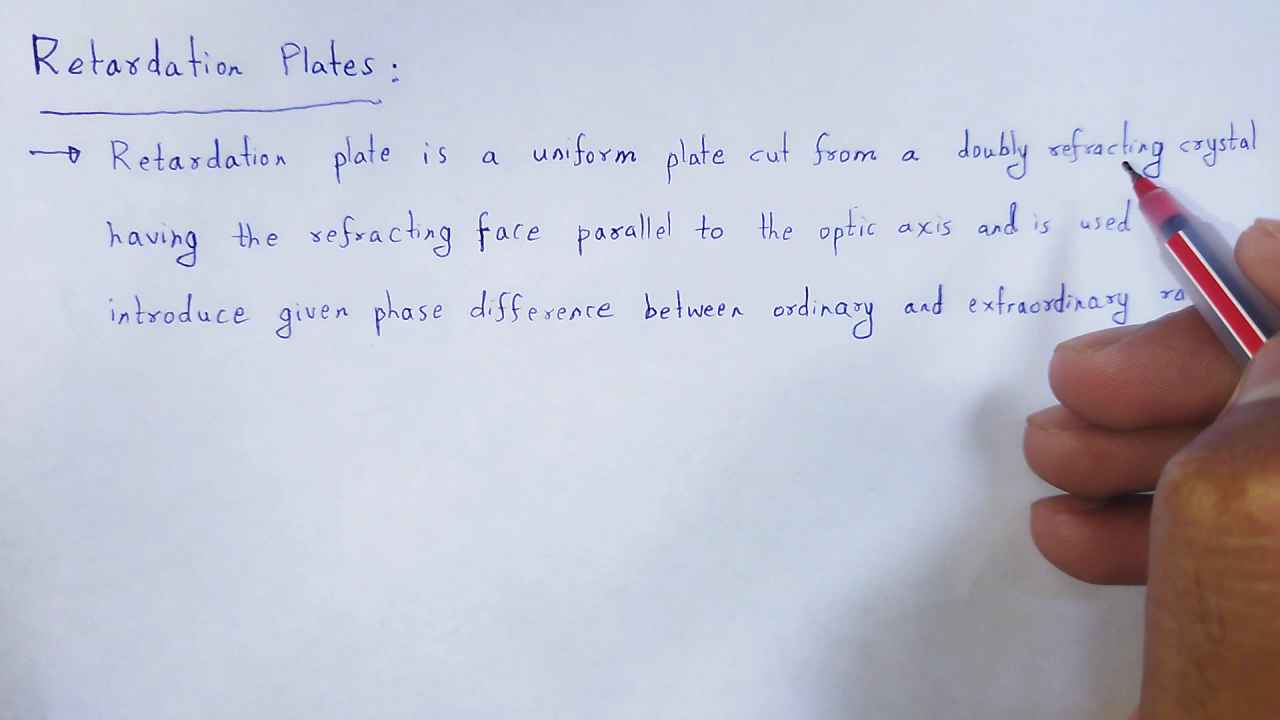 Retardation Plates:
→ Retardation plate is a uniform plate cut from a doubly refracting crystal
having the refracting face parallel to the optic axis and is used
introduce given phase difference between ordinary and extraordinary